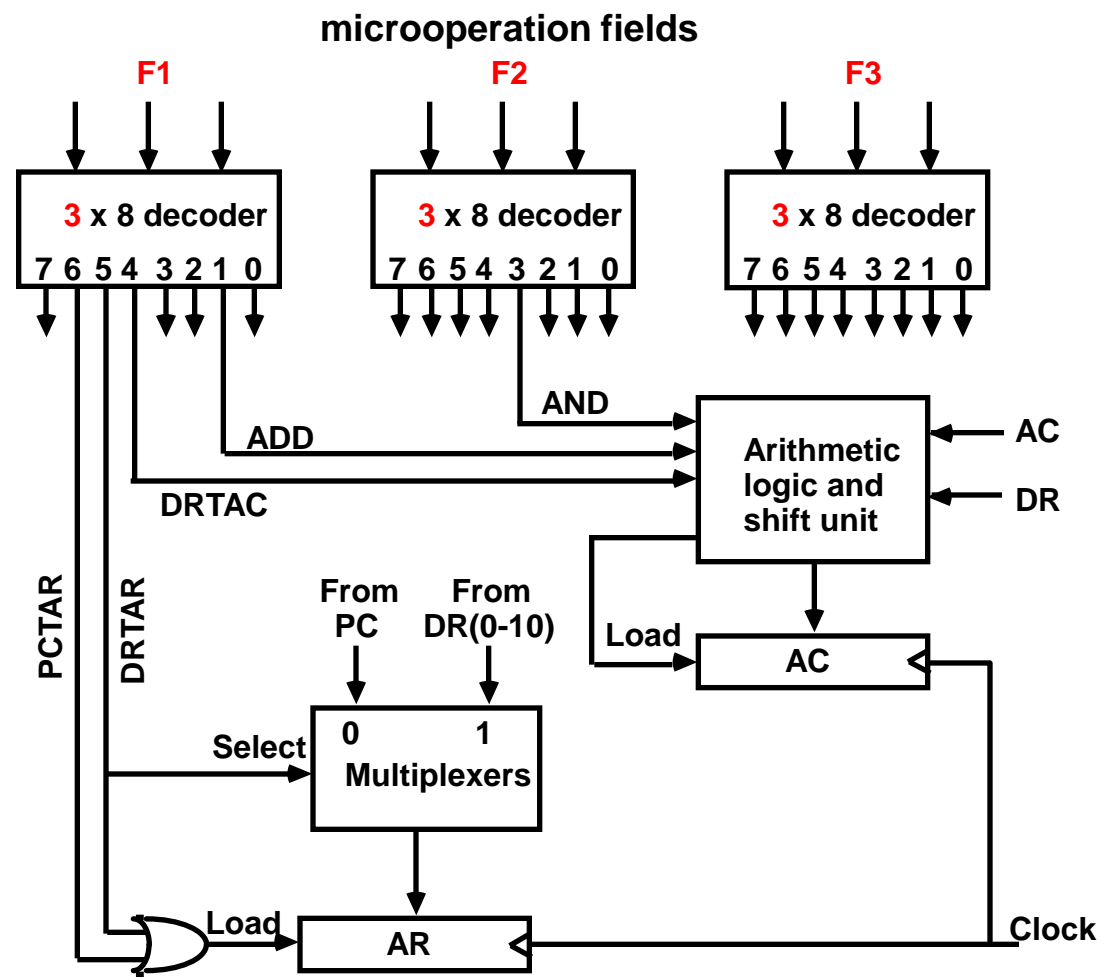 microoperation fields
F1 F2 F3
3 x 8 decoder 3 x 8 decoder 3 x 8 decoder
7 6 5 4 3 2 1 0 7 6 5 4 3 2 1 0 7 6 5 4 3 2 1 0
AND
ADD
DRTAC
Arithmetic
logic and
shift unit
AC
DR
PCTAR
DRTAR
From
PC
From
DR(0-10)
Load
AC
Select
0 1
Multiplexers
Load
AR
Clock